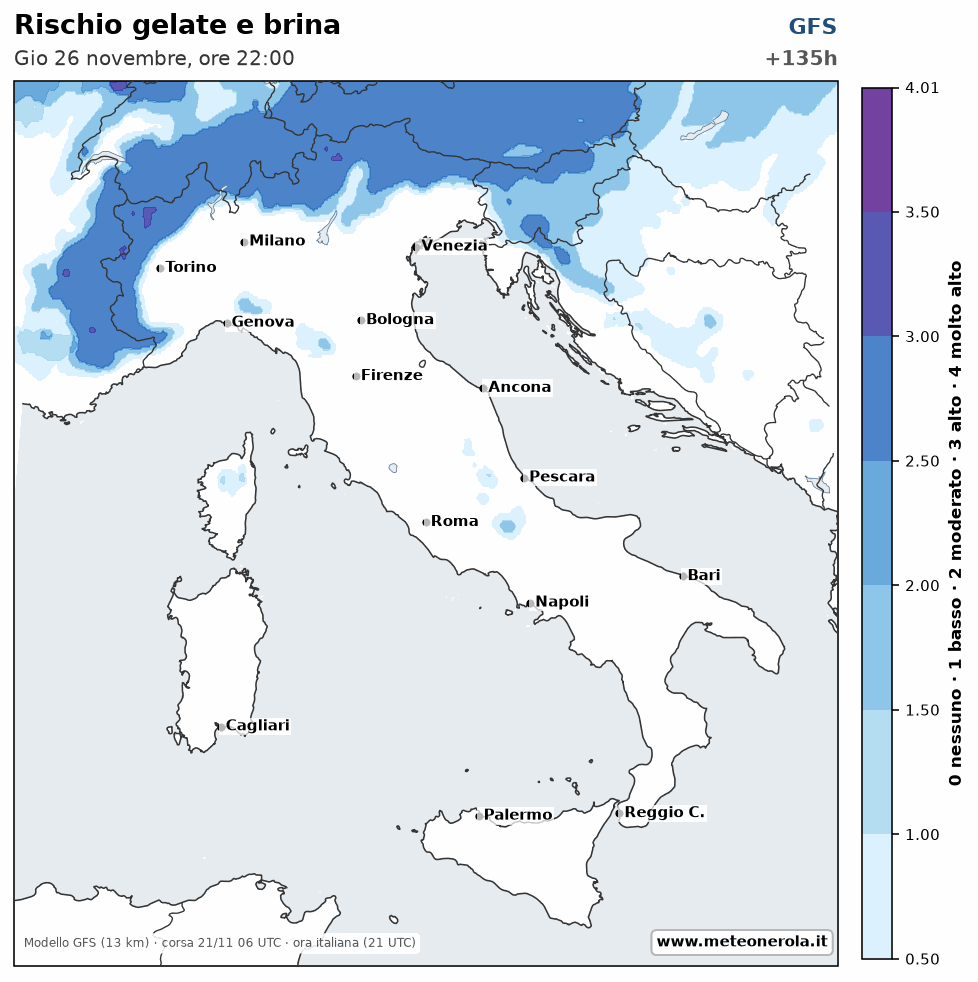 Rischio gelate e brina
GFS
Gio 26 novembre, ore 22:00
+135h
Milano
Venezia
Torino
Genova
Bologna
Firenze
Ancona
Pescara
Roma
Bari
Napoli
Cagliari
Palermo
Reggio C.
Modello GFS (13 km) · corsa 21/11 06 UTC · ora italiana (21 UTC)
www.meteonerola.it
4.01
3.50
3.00
2.50
2.00
1.50
1.00
0.50
0 nessuno · 1 basso · 2 moderato · 3 alto · 4 molto alto